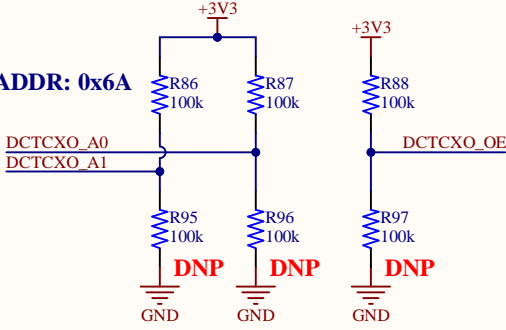 +3V3
+3V3
ADDR: 0x6A
R86
100k
R87
100k
R88
100k
DCTCXO_A0
DCTCXO_OE
DCTCXO_A1
R95
100k
R96
100k
R97
100k
DNP
DNP
DNP
GND
GND
GND